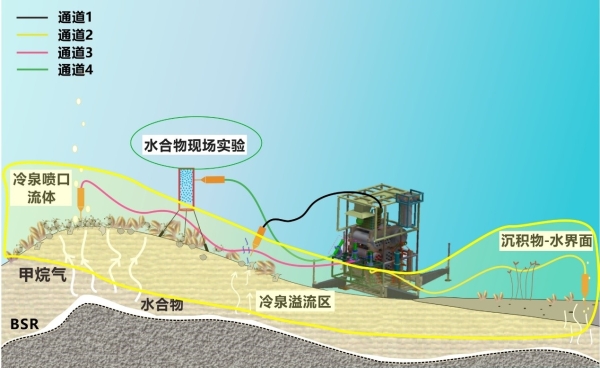 通道1
通道2
通道3
通道4
水合物现场实验
冷泉喷口
流体
沉积物-水界面
甲烷气
水合物
冷泉溢流区
BSR